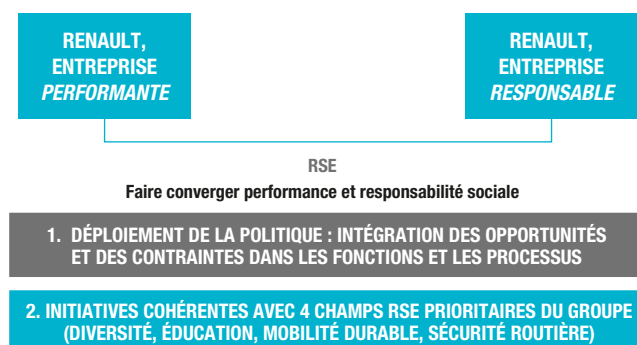 RENAULT,
ENTREPRISE
PERFORMANTE
RENAULT,
ENTREPRISE
RESPONSABLE
RSE
Faire converger performance et responsabilité sociale
1. DÉPLOIEMENT DE LA POLITIQUE : INTÉGRATION DES OPPORTUNITÉS
ET DES CONTRAINTES DANS LES FONCTIONS ET LES PROCESSUS
2. INITIATIVES COHÉRENTES AVEC 4 CHAMPS RSE PRIORITAIRES DU GROUPE
(DIVERSITÉ, ÉDUCATION, MOBILITÉ DURABLE, SÉCURITÉ ROUTIÈRE)